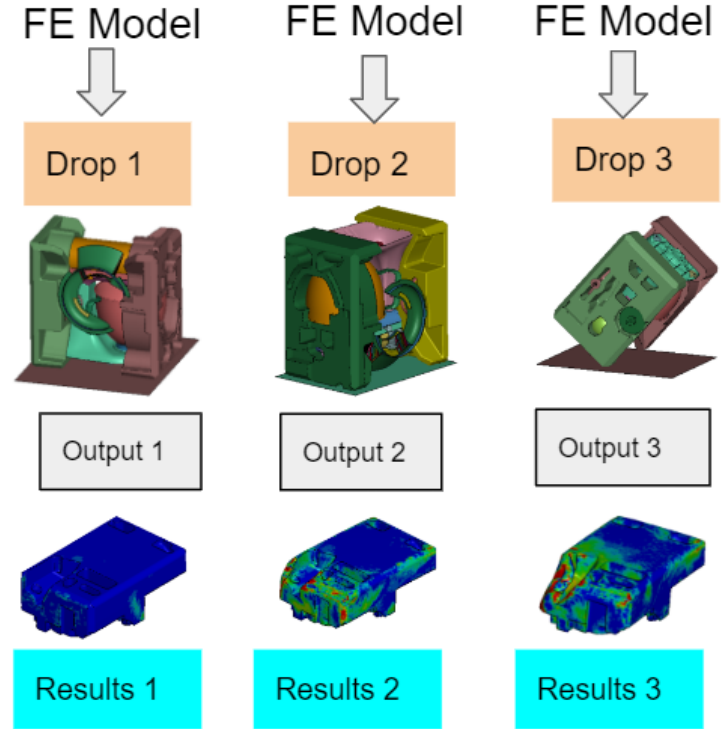 FE Model
FE Model
FE Model
Drop 1
Drop 2
Drop 3
Output 1
Output 2
Output 3
Results 1
Results 2
Results 3